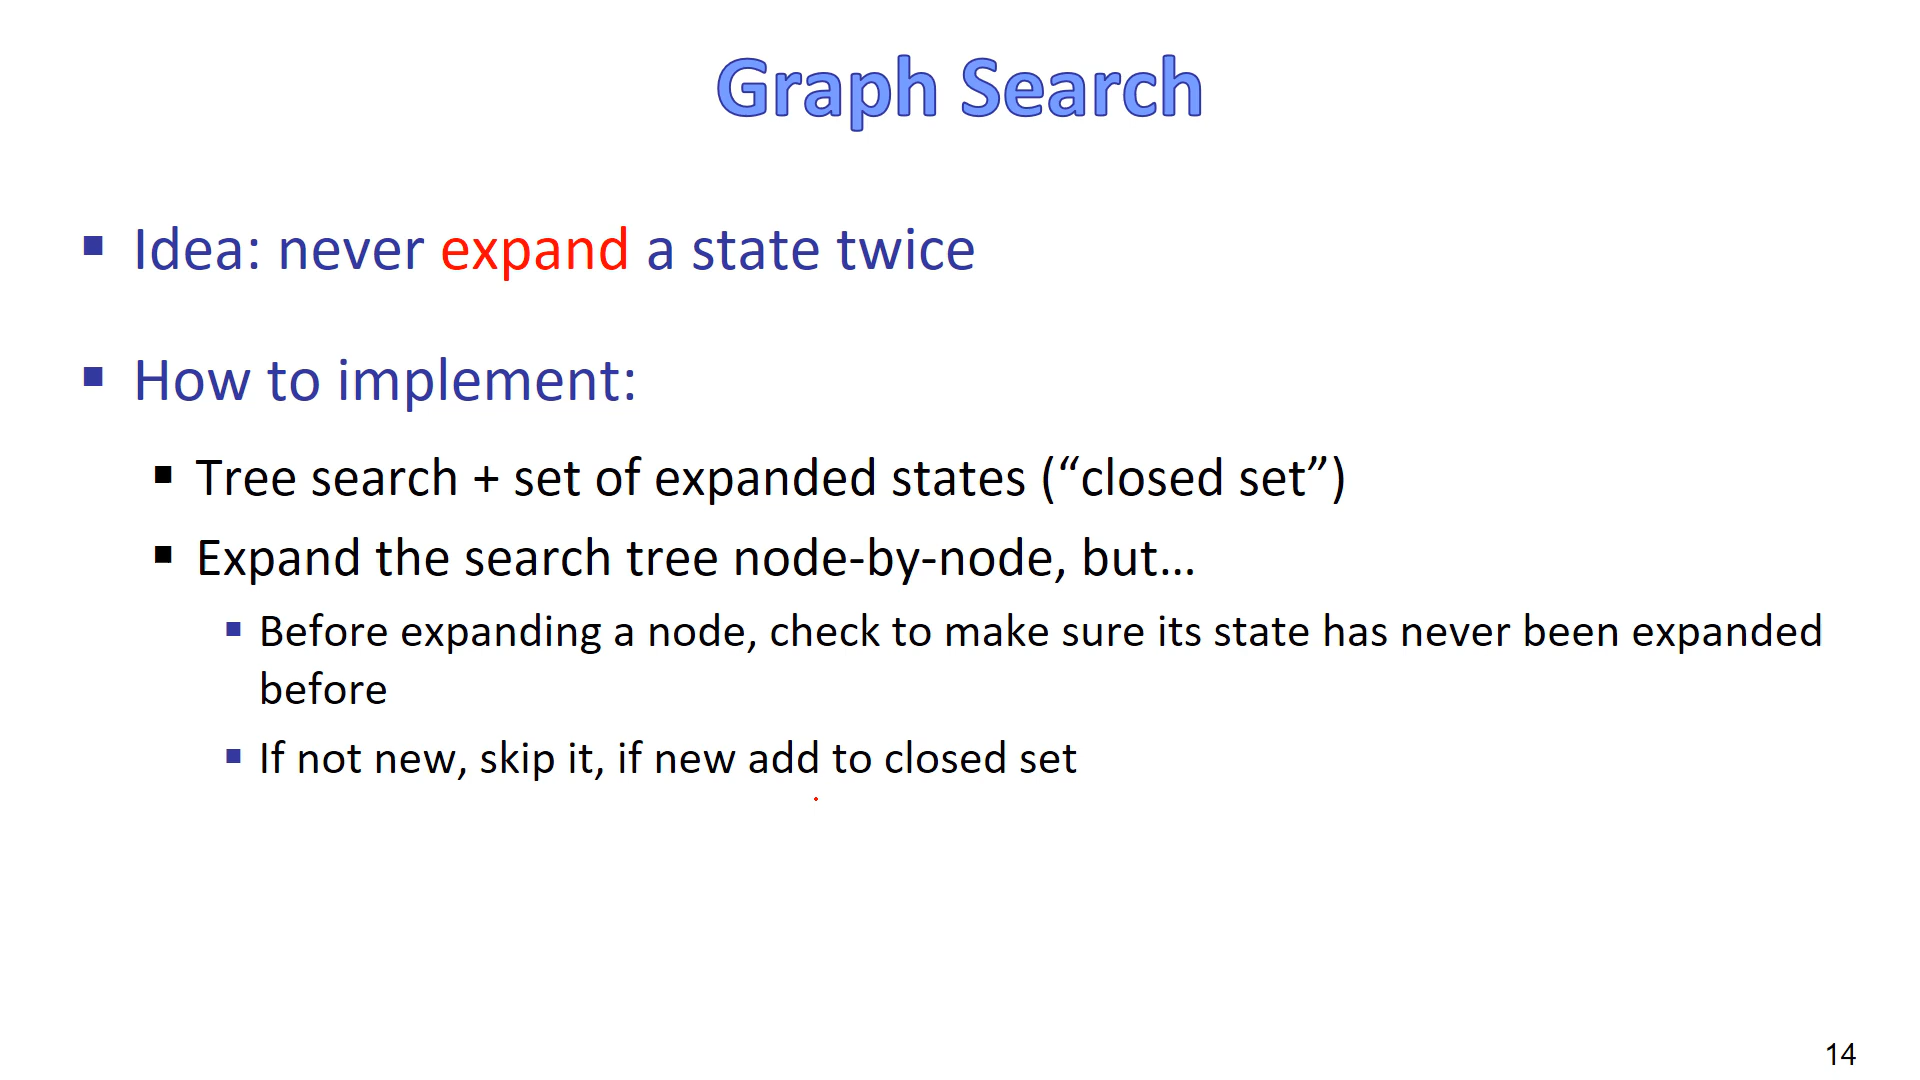 Graph Search
▪ Idea: never expand a state twice
▪ How to implement:
▪ Tree search + set of expanded states (“closed set”)
▪ Expand the search tree node-by-node, but…
▪ Before expanding a node, check to make sure its state has never been expanded
before
▪ If not new, skip it, if new add to closed set
14